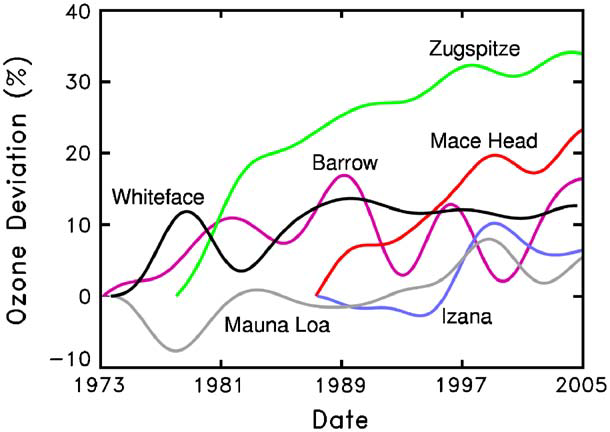 40
Zugspitze
30
Ozone Deviation (%)
20
Mace Head
Barrow
Whiteface
10
0
Mauna Loa
Izana
-10
1973
1981
1989
1997
2005
Date